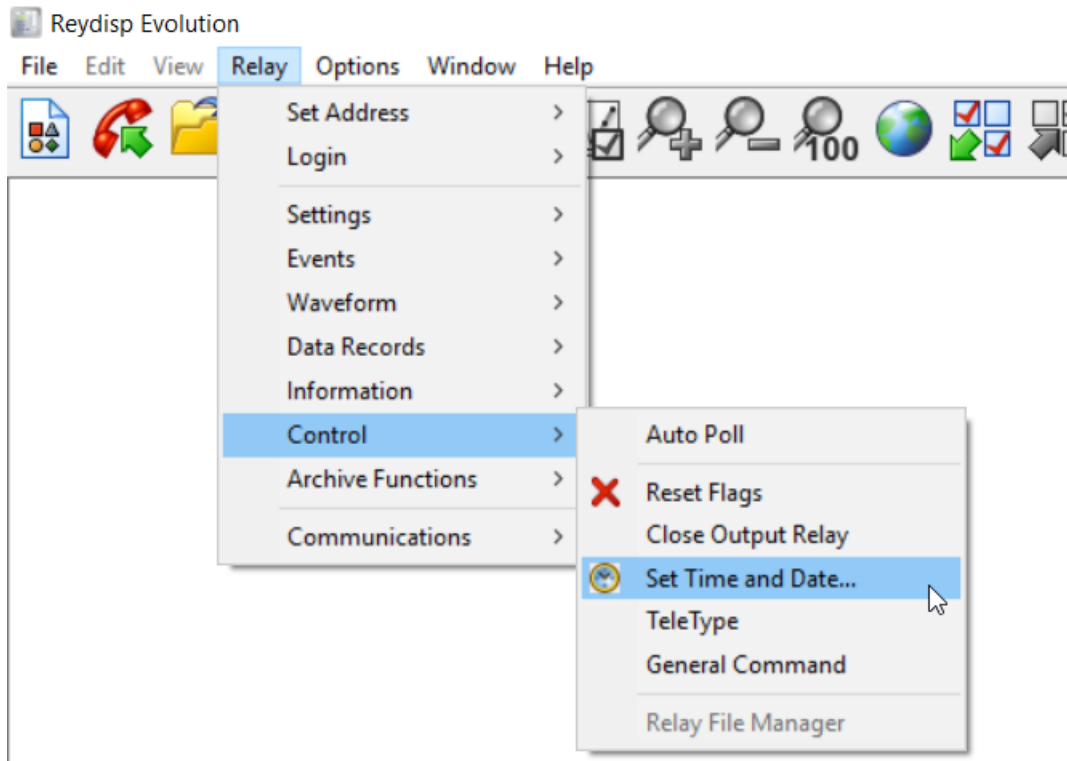 Reydisp Evolution
File Edit View Relay Options Window Help
100
Set Address
Login
Settings
Events
Waveform
Data Records
Information
Control
Archive Functions
Communications
Auto Poll
Reset Flags
Close Output Relay
Set Time and Date...
TeleType
General Command
Relay File Manager